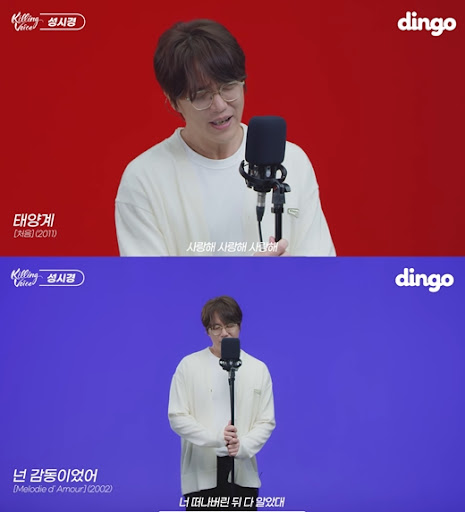 Killing Voice 성시경
dingo
태양계
[처음] (2011)
사랑해 사랑해 사랑해
Killing Voice 성시경
dingo
넌 감동이었어
[Melodie d' Amour] (2002)
너 떠나버린 뒤 다 알았대